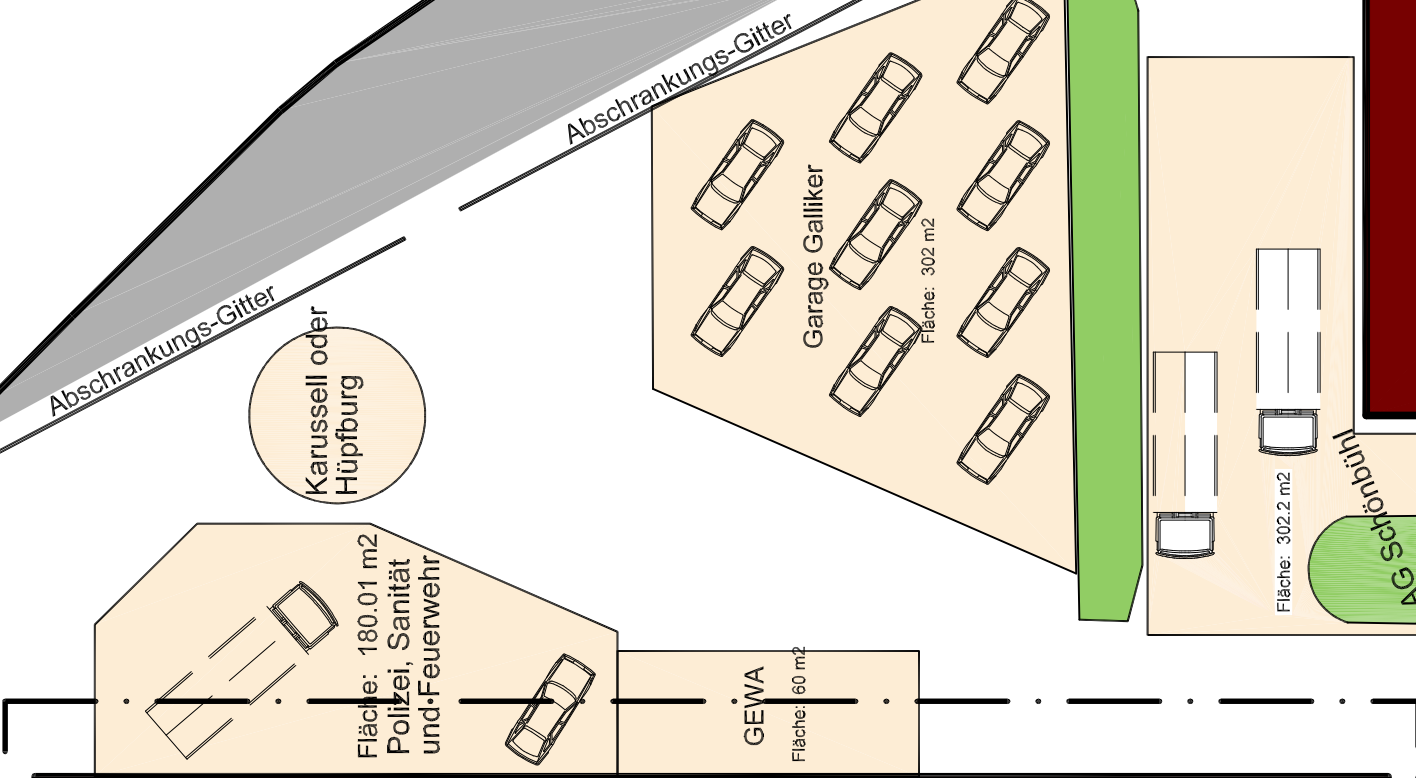 Abschrankungs-Gitter
Abschrankungs-Gitter
Garage Galliker
Fläche: 302 m2
Karussell oder
Hüpfburg
Fläche: 302.2 m2
AG Schönbühl
Fläche: 180.01 m2
Polizei, Sanität
und Feuerwehr
GEWA
Fläche: 60 m2